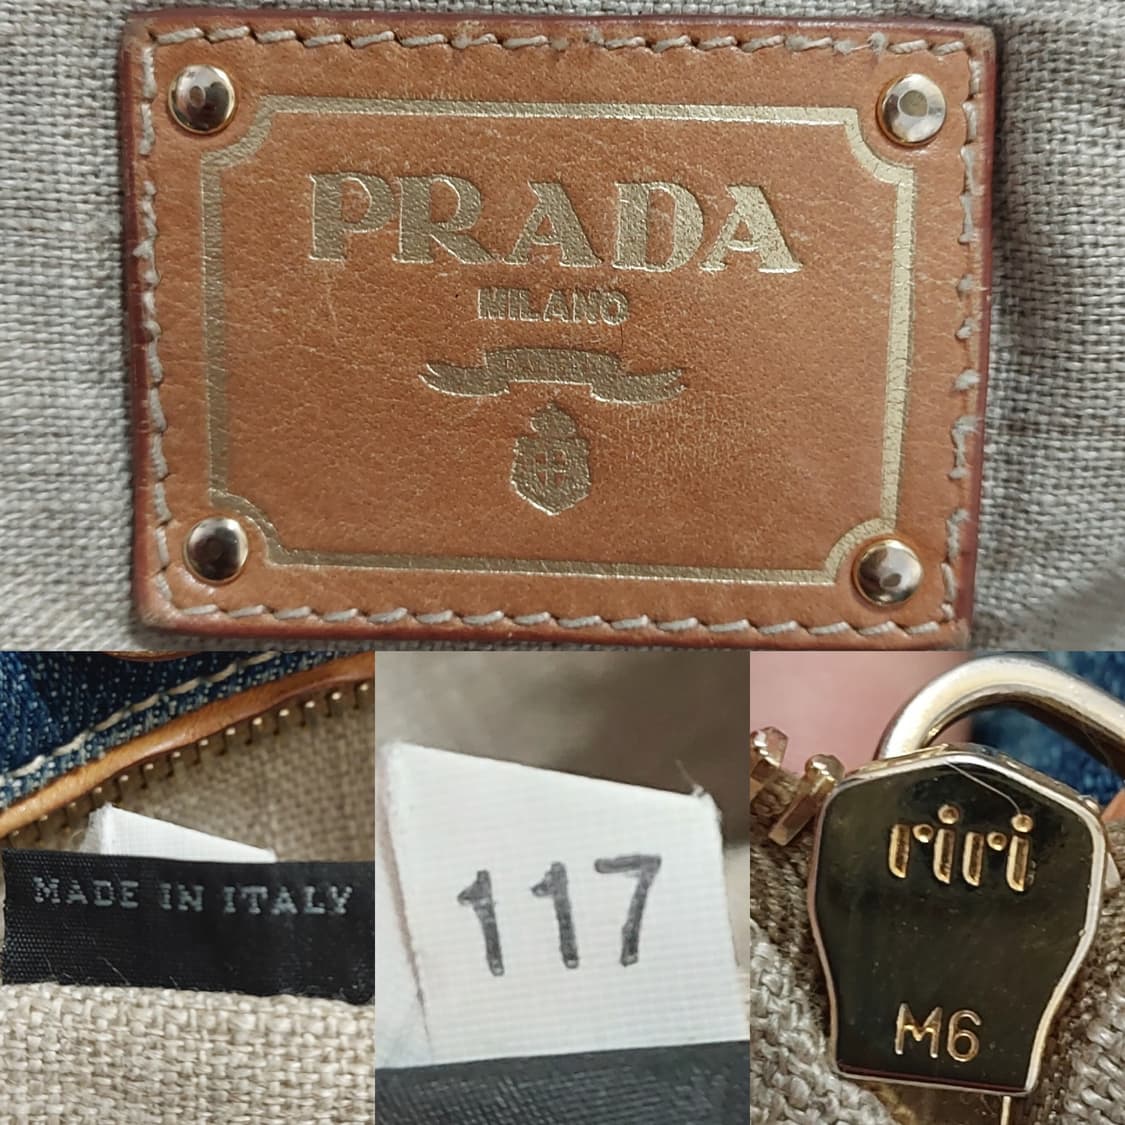 PRADA
MILANO
MADE IN ITALY
117
riri
M6